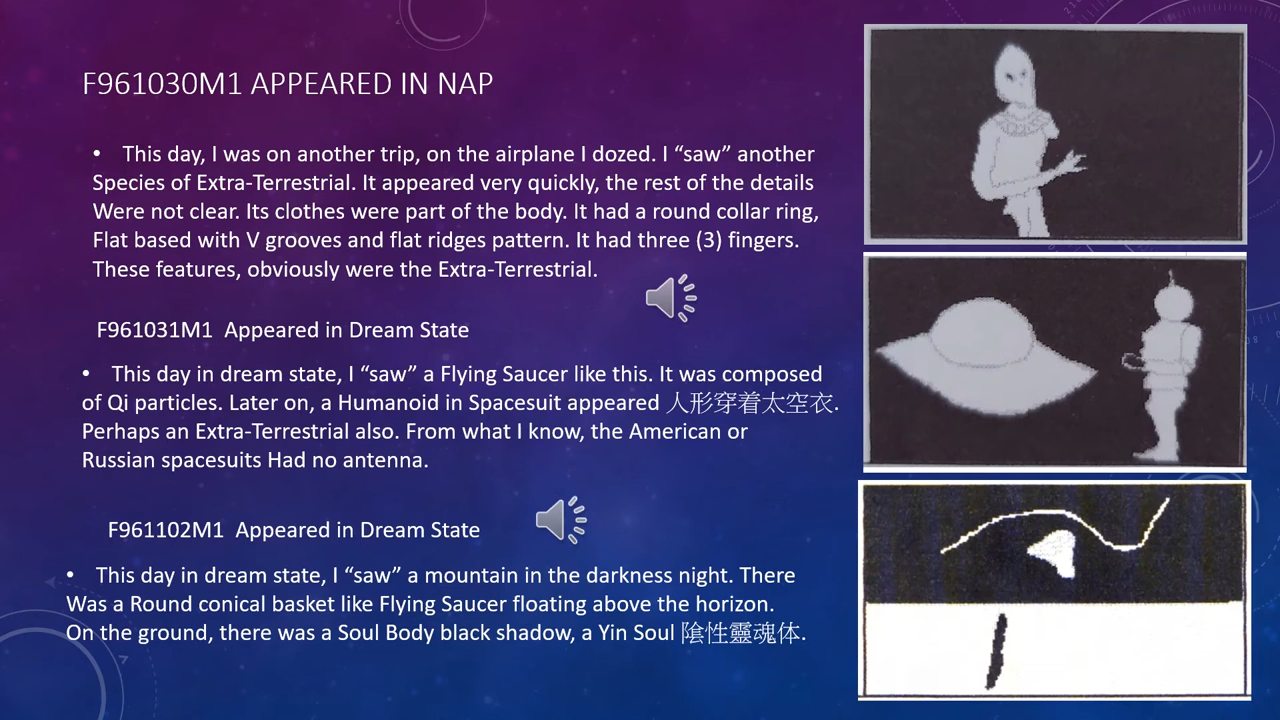 F961030M1 APPEARED IN NAP
• This day, I was on another trip, on the airplane I dozed. I “saw” another
Species of Extra-Terrestrial. It appeared very quickly, the rest of the details
Were not clear. Its clothes were part of the body. It had a round collar ring,
Flat based with V grooves and flat ridges pattern. It had three (3) fingers.
These features, obviously were the Extra-Terrestrial.
F961031M1 Appeared in Dream State
• This day in dream state, I “saw” a Flying Saucer like this. It was composed
of Qi particles. Later on, a Humanoid in Spacesuit appeared 人形穿着太空衣.
Perhaps an Extra-Terrestrial also. From what I know, the American or
Russian spacesuits Had no antenna.
F961102M1 Appeared in Dream State
• This day in dream state, I “saw” a mountain in the darkness night. There
Was a Round conical basket like Flying Saucer floating above the horizon.
On the ground, there was a Soul Body black shadow, a Yin Soul 陰性靈魂体.